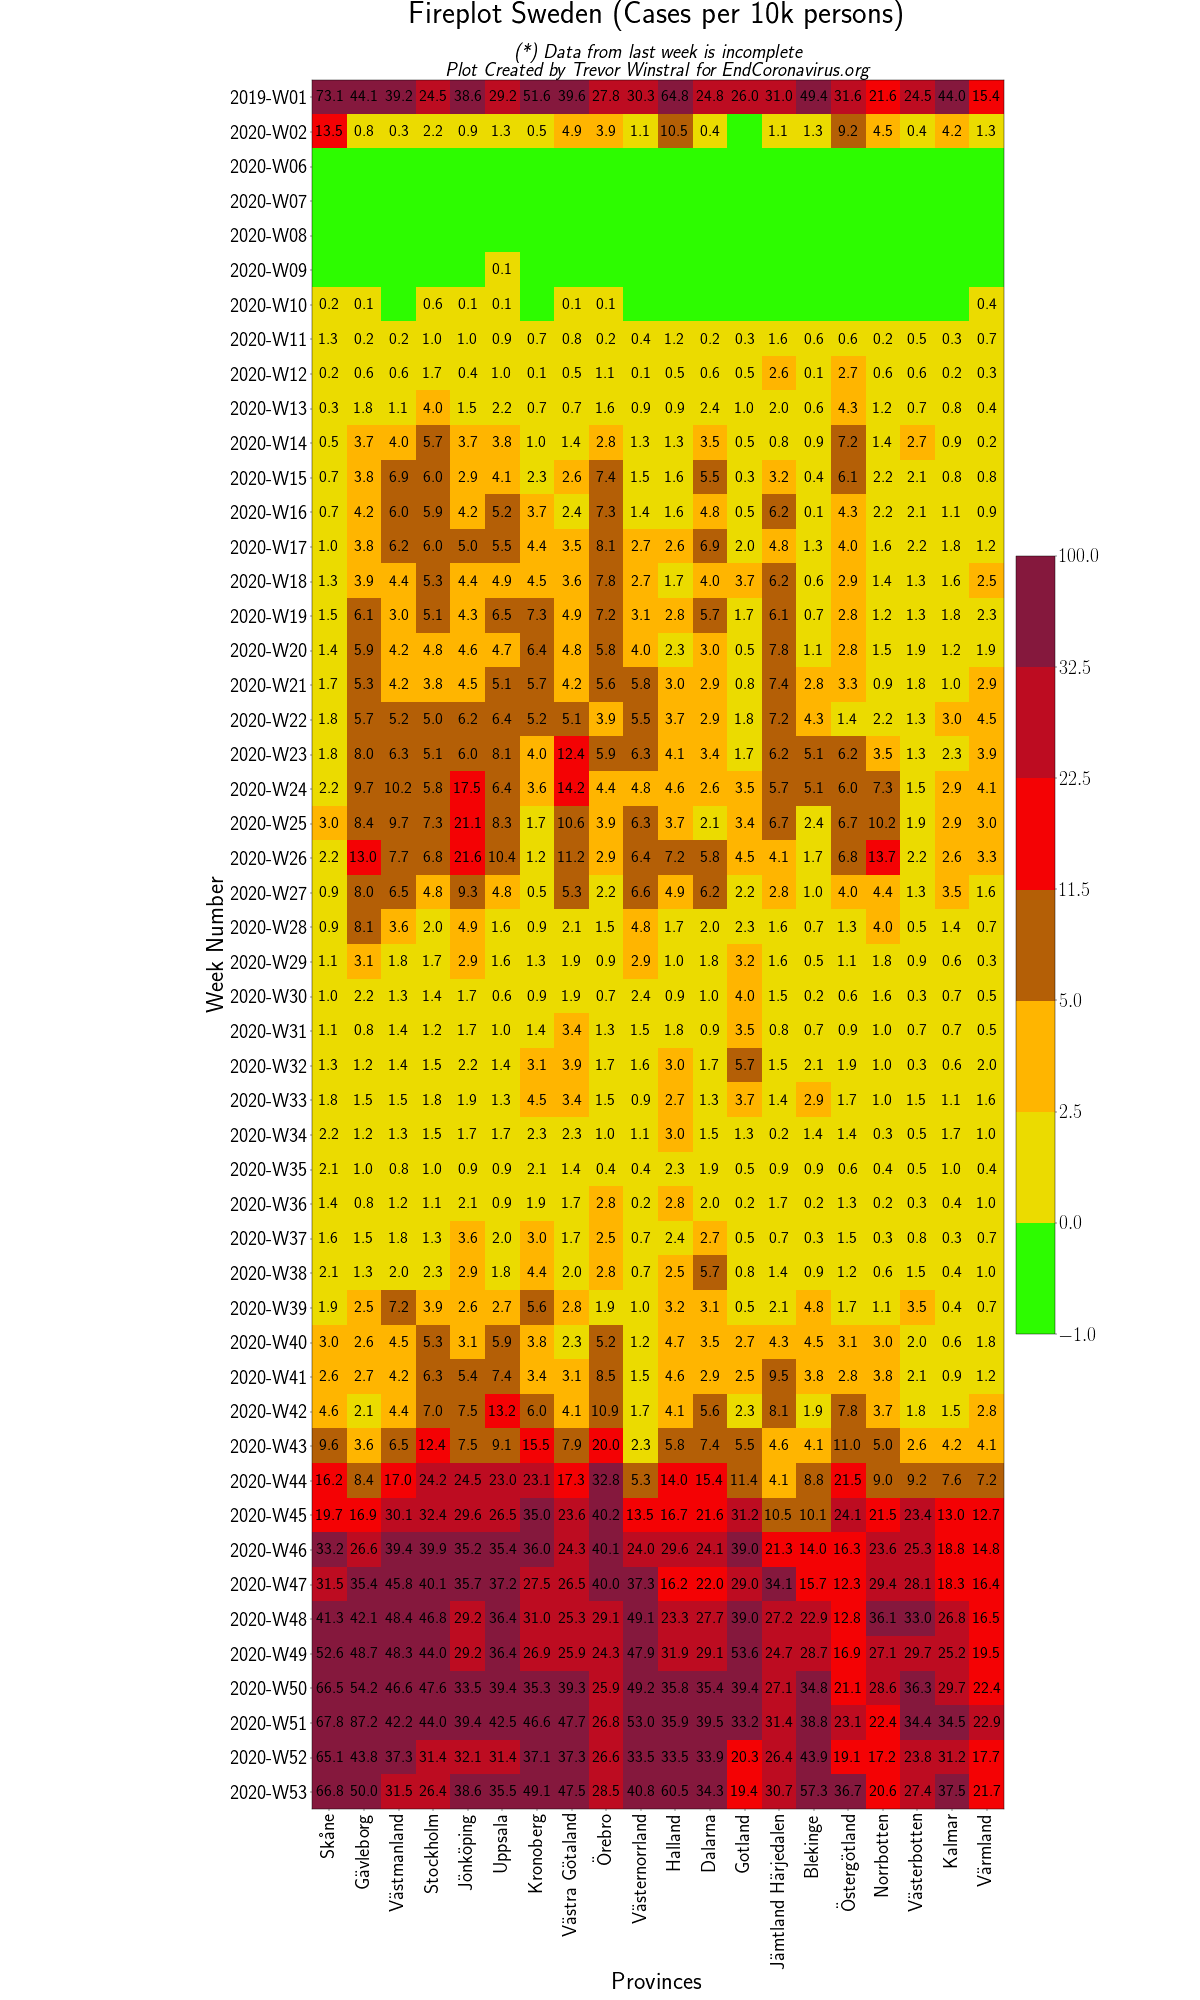 Fireplot Sweden (Cases per 10k persons)
(*) Data from last week is incomplete
Plot Created by Trevor Winstral for EndCoronavirus.org
2019-W01 73.1 44.1 39.2 24.5 38.6 29.2 51.6 39.6 27.8 30.3 64.8 24.8 26.0 31.0 49.4 31.6 21.6 24.5 44.0 15.4
2020-W02 13.5 0.8 0.3 2.2 0.9 1.3 0.5 4.9 3.9 1.1 10.5 0.4 1.1 1.3 9.2 4.5 0.4 4.2 1.3
2020-W06
2020-W07
2020-W08
2020-W09 0.1
2020-W10 0.2 0.1 0.6 0.1 0.1 0.1 0.1 0.4
2020-W11 1.3 0.2 0.2 1.0 1.0 0.9 0.7 0.8 0.2 0.4 1.2 0.2 0.3 1.6 0.6 0.6 0.2 0.5 0.3 0.7
2020-W12 0.2 0.6 0.6 1.7 0.4 1.0 0.1 0.5 1.1 0.1 0.5 0.6 0.5 2.6 0.1 2.7 0.6 0.6 0.2 0.3
2020-W13 0.3 1.8 1.1 4.0 1.5 2.2 0.7 0.7 1.6 0.9 0.9 2.4 1.0 2.0 0.6 4.3 1.2 0.7 0.8 0.4
2020-W14 0.5 3.7 4.0 5.7 3.7 3.8 1.0 1.4 2.8 1.3 1.3 3.5 0.5 0.8 0.9 7.2 1.4 2.7 0.9 0.2
2020-W15 0.7 3.8 6.9 6.0 2.9 4.1 2.3 2.6 7.4 1.5 1.6 5.5 0.3 3.2 0.4 6.1 2.2 2.1 0.8 0.8
2020-W16 0.7 4.2 6.0 5.9 4.2 5.2 3.7 2.4 7.3 1.4 1.6 4.8 0.5 6.2 0.1 4.3 2.2 2.1 1.1 0.9
2020-W17 1.0 3.8 6.2 6.0 5.0 5.5 4.4 3.5 8.1 2.7 2.6 6.9 2.0 4.8 1.3 4.0 1.6 2.2 1.8 1.2
2020-W18 1.3 3.9 4.4 5.3 4.4 4.9 4.5 3.6 7.8 2.7 1.7 4.0 3.7 6.2 0.6 2.9 1.4 1.3 1.6 2.5
2020-W19 1.5 6.1 3.0 5.1 4.3 6.5 7.3 4.9 7.2 3.1 2.8 5.7 1.7 6.1 0.7 2.8 1.2 1.3 1.8 2.3
2020-W20 1.4 5.9 4.2 4.8 4.6 4.7 6.4 4.8 5.8 4.0 2.3 3.0 0.5 7.8 1.1 2.8 1.5 1.9 1.2 1.9
2020-W21 1.7 5.3 4.2 3.8 4.5 5.1 5.7 4.2 5.6 5.8 3.0 2.9 0.8 7.4 2.8 3.3 0.9 1.8 1.0 2.9
2020-W22 1.8 5.7 5.2 5.0 6.2 6.4 5.2 5.1 3.9 5.5 3.7 2.9 1.8 7.2 4.3 1.4 2.2 1.3 3.0 4.5
2020-W23 1.8 8.0 6.3 5.1 6.0 8.1 4.0 12.4 5.9 6.3 4.1 3.4 1.7 6.2 5.1 6.2 3.5 1.3 2.3 3.9
2020-W24 2.2 9.7 10.2 5.8 17.5 6.4 3.6 14.2 4.4 4.8 4.6 2.6 3.5 5.7 5.1 6.0 7.3 1.5 2.9 4.1
2020-W25 3.0 8.4 9.7 7.3 21.1 8.3 1.7 10.6 3.9 6.3 3.7 2.1 3.4 6.7 2.4 6.7 10.2 1.9 2.9 3.0
2020-W26 2.2 13.0 7.7 6.8 21.6 10.4 1.2 11.2 2.9 6.4 7.2 5.8 4.5 4.1 1.7 6.8 13.7 2.2 2.6 3.3
2020-W27 0.9 8.0 6.5 4.8 9.3 4.8 0.5 5.3 2.2 6.6 4.9 6.2 2.2 2.8 1.0 4.0 4.4 1.3 3.5 1.6
2020-W28 0.9 8.1 3.6 2.0 4.9 1.6 0.9 2.1 1.5 4.8 1.7 2.0 2.3 1.6 0.7 1.3 4.0 0.5 1.4 0.7
2020-W29 1.1 3.1 1.8 1.7 2.9 1.6 1.3 1.9 0.9 2.9 1.0 1.8 3.2 1.6 0.5 1.1 1.8 0.9 0.6 0.3
2020-W30 1.0 2.2 1.3 1.4 1.7 0.6 0.9 1.9 0.7 2.4 0.9 1.0 4.0 1.5 0.2 0.6 1.6 0.3 0.7 0.5
2020-W31 1.1 0.8 1.4 1.2 1.7 1.0 1.4 3.4 1.3 1.5 1.8 0.9 3.5 0.8 0.7 0.9 1.0 0.7 0.7 0.5
2020-W32 1.3 1.2 1.4 1.5 2.2 1.4 3.1 3.9 1.7 1.6 3.0 1.7 5.7 1.5 2.1 1.9 1.0 0.3 0.6 2.0
2020-W33 1.8 1.5 1.5 1.8 1.9 1.3 4.5 3.4 1.5 0.9 2.7 1.3 3.7 1.4 2.9 1.7 1.0 1.5 1.1 1.6
2020-W34 2.2 1.2 1.3 1.5 1.7 1.7 2.3 2.3 1.0 1.1 3.0 1.5 1.3 0.2 1.4 1.4 0.3 0.5 1.7 1.0
2020-W35 2.1 1.0 0.8 1.0 0.9 0.9 2.1 1.4 0.4 0.4 2.3 1.9 0.5 0.9 0.9 0.6 0.4 0.5 1.0 0.4
2020-W36 1.4 0.8 1.2 1.1 2.1 0.9 1.9 1.7 2.8 0.2 2.8 2.0 0.2 1.7 0.2 1.3 0.2 0.3 0.4 1.0
2020-W37 1.6 1.5 1.8 1.3 3.6 2.0 3.0 1.7 2.5 0.7 2.4 2.7 0.5 0.7 0.3 1.5 0.3 0.8 0.3 0.7
2020-W38 2.1 1.3 2.0 2.3 2.9 1.8 4.4 2.0 2.8 0.7 2.5 5.7 0.8 1.4 0.9 1.2 0.6 1.5 0.4 1.0
2020-W39 1.9 2.5 7.2 3.9 2.6 2.7 5.6 2.8 1.9 1.0 3.2 3.1 0.5 2.1 4.8 1.7 1.1 3.5 0.4 0.7
2020-W40 3.0 2.6 4.5 5.3 3.1 5.9 3.8 2.3 5.2 1.2 4.7 3.5 2.7 4.3 4.5 3.1 3.0 2.0 0.6 1.8
2020-W41 2.6 2.7 4.2 6.3 5.4 7.4 3.4 3.1 8.5 1.5 4.6 2.9 2.5 9.5 3.8 2.8 3.8 2.1 0.9 1.2
2020-W42 4.6 2.1 4.4 7.0 7.5 13.2 6.0 4.1 10.9 1.7 4.1 5.6 2.3 8.1 1.9 7.8 3.7 1.8 1.5 2.8
2020-W43 9.6 3.6 6.5 12.4 7.5 9.1 15.5 7.9 20.0 2.3 5.8 7.4 5.5 4.6 4.1 11.0 5.0 2.6 4.2 4.1
2020-W44 16.2 8.4 17.0 24.2 24.5 23.0 23.1 17.3 32.8 5.3 14.0 15.4 11.4 4.1 8.8 21.5 9.0 9.2 7.6 7.2
2020-W45 19.7 16.9 30.1 32.4 29.6 26.5 35.0 23.6 40.2 13.5 16.7 21.6 31.2 10.5 10.1 24.1 21.5 23.4 13.0 12.7
2020-W46 33.2 26.6 39.4 39.9 35.2 35.4 36.0 24.3 40.1 24.0 29.6 24.1 39.0 21.3 14.0 16.3 23.6 25.3 18.8 14.8
2020-W47 31.5 35.4 45.8 40.1 35.7 37.2 27.5 26.5 40.0 37.3 16.2 22.0 29.0 34.1 15.7 12.3 29.4 28.1 18.3 16.4
2020-W48 41.3 42.1 48.4 46.8 29.2 36.4 31.0 25.3 29.1 49.1 23.3 27.7 39.0 27.2 22.9 12.8 36.1 33.0 26.8 16.5
2020-W49 52.6 48.7 48.3 44.0 29.2 36.4 26.9 25.9 24.3 47.9 31.9 29.1 53.6 24.7 28.7 16.9 27.1 29.7 25.2 19.5
2020-W50 66.5 54.2 46.6 47.6 33.5 39.4 35.3 39.3 25.9 49.2 35.8 35.4 39.4 27.1 34.8 21.1 28.6 36.3 29.7 22.4
2020-W51 67.8 87.2 42.2 44.0 39.4 42.5 46.6 47.7 26.8 53.0 35.9 39.5 33.2 31.4 38.8 23.1 22.4 34.4 34.5 22.9
2020-W52 65.1 43.8 37.3 31.4 32.1 31.4 37.1 37.3 26.6 33.5 33.5 33.9 20.3 26.4 43.9 19.1 17.2 23.8 31.2 17.7
2020-W53 66.8 50.0 31.5 26.4 38.6 35.5 49.1 47.5 28.5 40.8 60.5 34.3 19.4 30.7 57.3 36.7 20.6 27.4 37.5 21.7
Week Number
Skåne
Gävleborg
Västmanland
Stockholm
Jönköping
Uppsala
Kronoberg
Västra Götaland
Örebro
Västernorrland
Halland
Dalarna
Gotland
Jämtland Härjedalen
Blekinge
Östergötland
Norrbotten
Västerbotten
Kalmar
Värmland
Provinces
100.0
32.5
22.5
11.5
5.0
2.5
0.0
−1.0